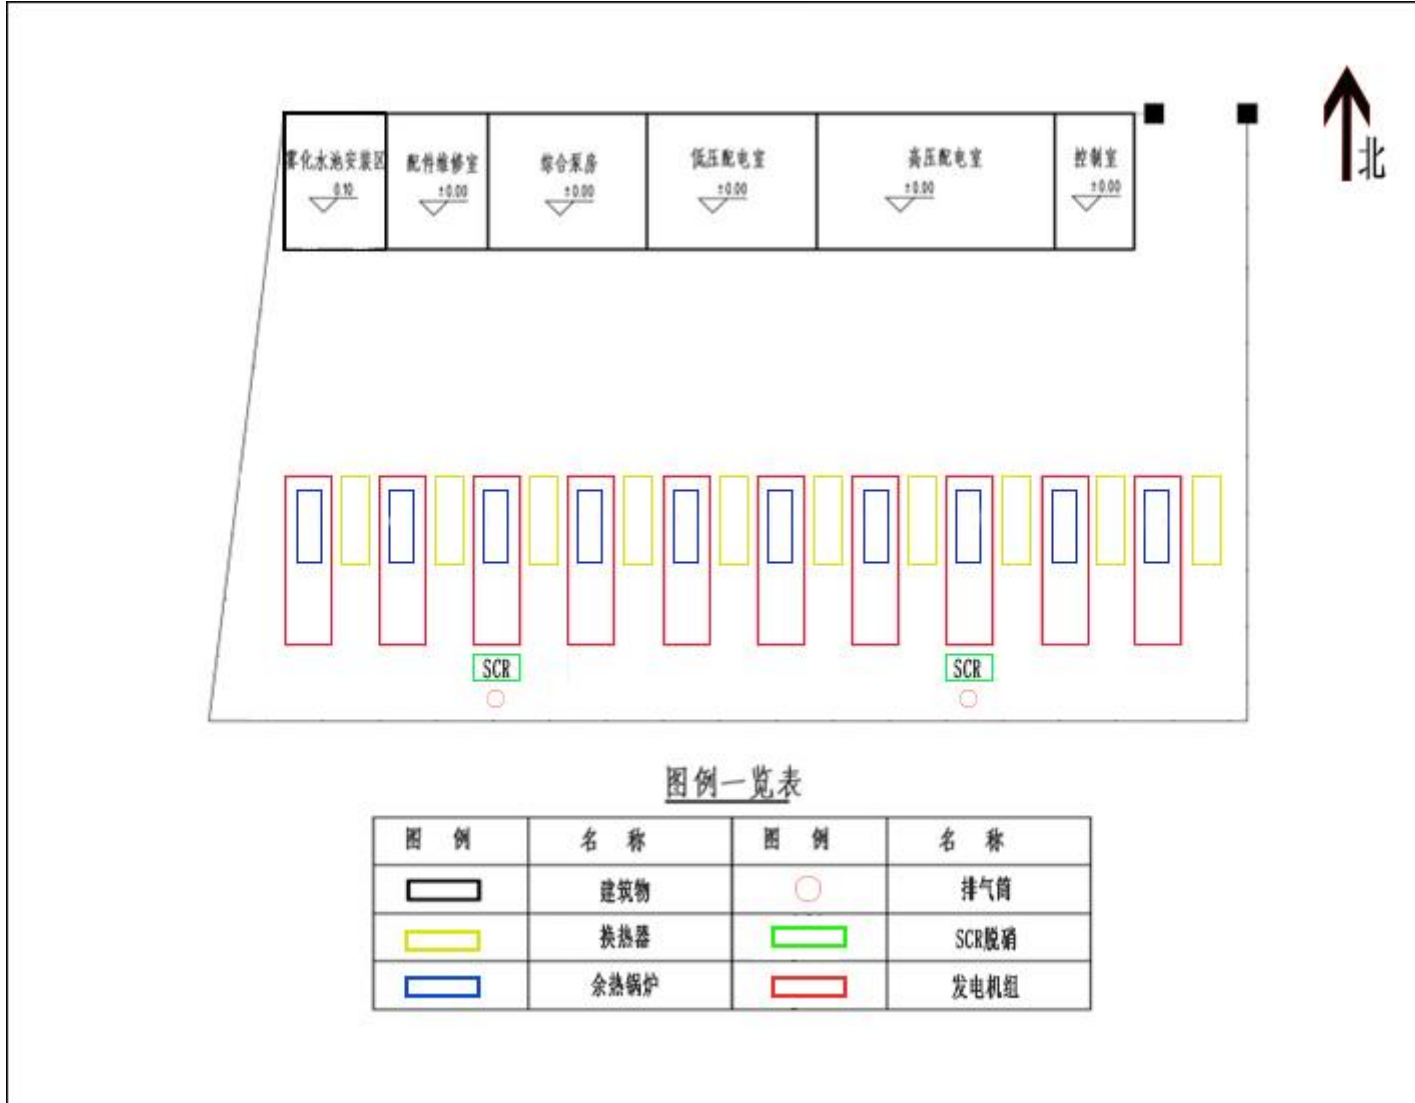 雾化水池安装区 配件维修室 综合泵房 低压配电室 高压配电室 控制室
0.10 ±0.00 ±0.00 ±0.00 ±0.00 ±0.00
北
SCR SCR
图例一览表
图 例 名 称 图 例 名 称
建筑物 排气筒
换热器 SCR脱硝
余热锅炉 发电机组